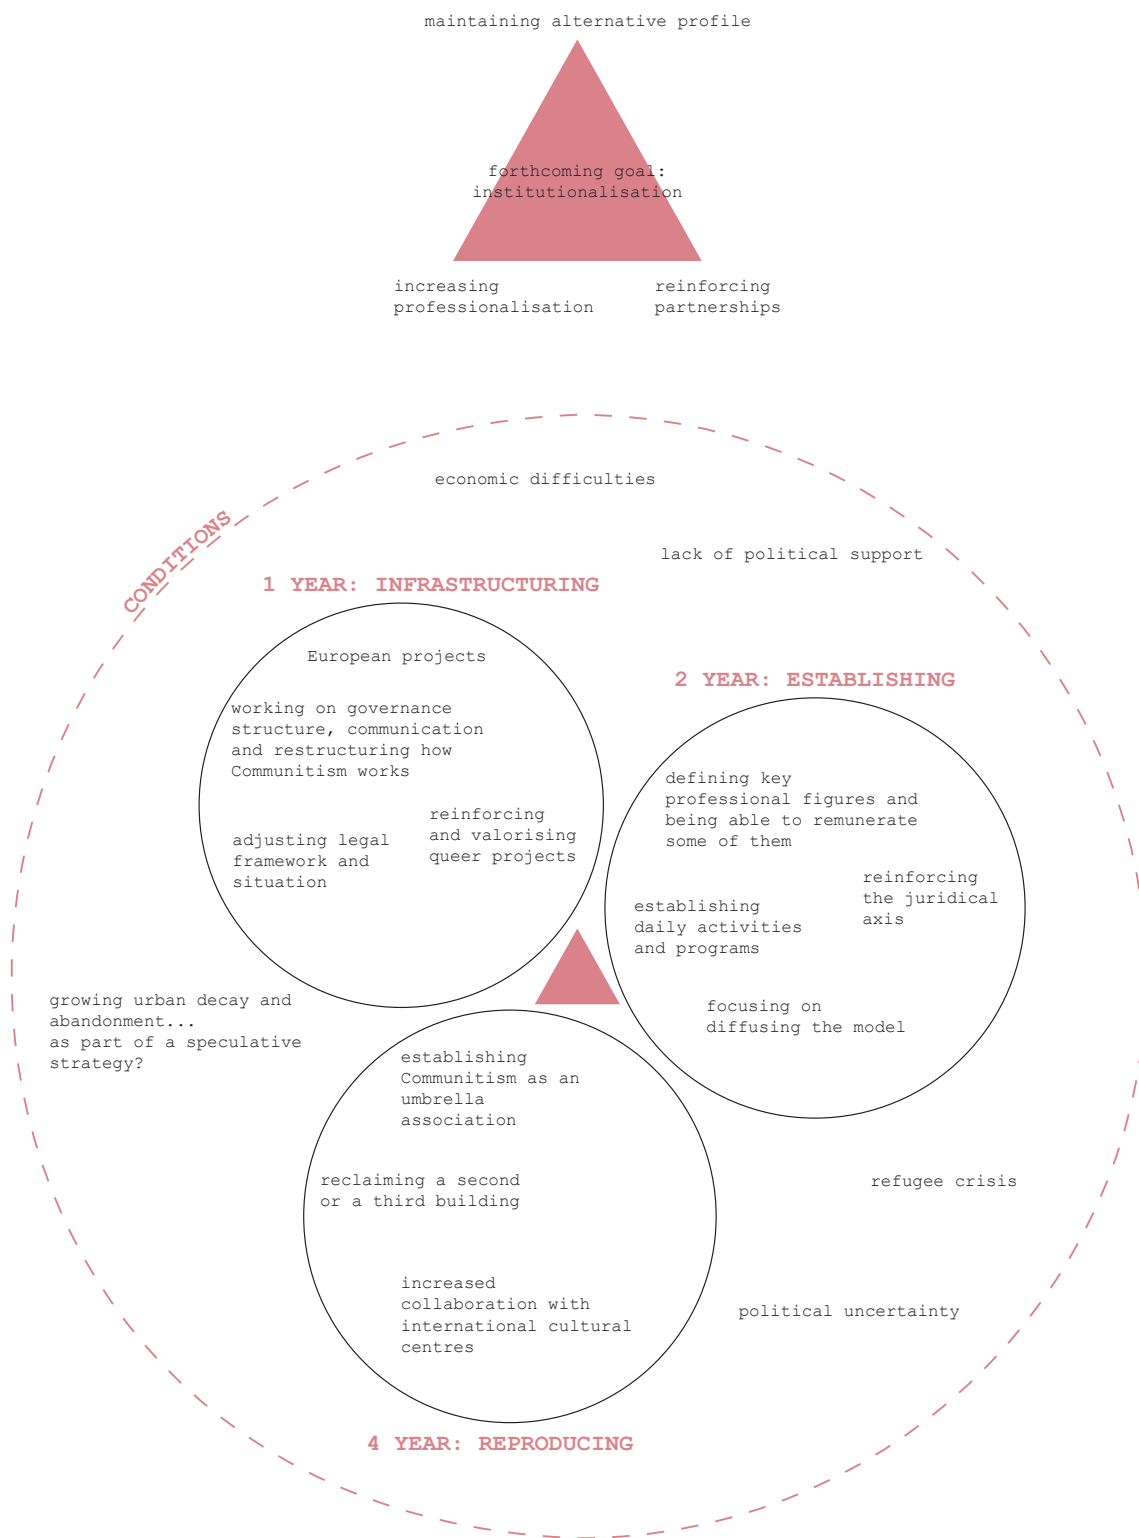 maintaining alternative profile
forthcoming goal:
institutionalisation
increasing
professionalisation
reinforcing
partnerships
CONDITIONS
economic difficulties
lack of political support
1 YEAR: INFRASTRUCTURING
European projects
working on governance
structure, communication
and restructuring how
Communitism works
reinforcing
and valorising
queer projects
adjusting legal
framework and
situation
2 YEAR: ESTABLISHING
defining key
professional figures and
being able to remunerate
some of them
reinforcing
the juridical
axis
establishing
daily activities
and programs
focusing on
diffusing the model
growing urban decay and
abandonment...
as part of a speculative
strategy?
establishing
Communitism as an
umbrella
association
reclaiming a second
or a third building
increased
collaboration with
international cultural
centres
refugee crisis
political uncertainty
4 YEAR: REPRODUCING